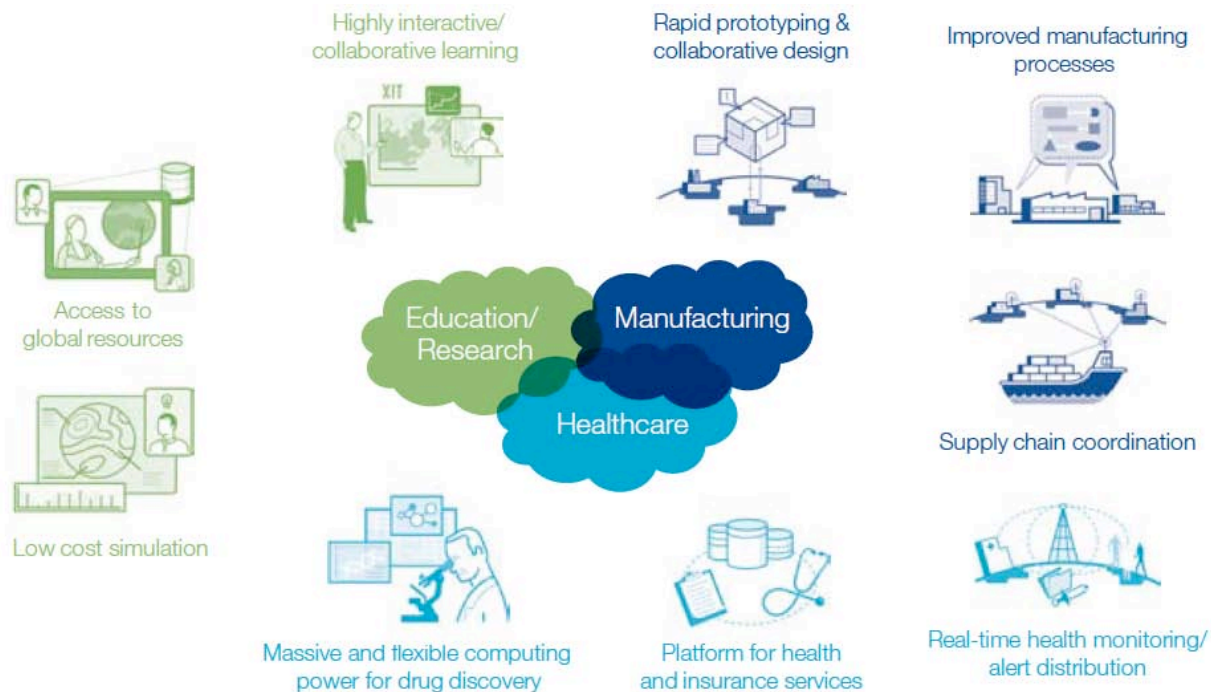 Highly interactive/
collaborative learning
Rapid prototyping &
collaborative design
Improved manufacturing
processes
XIT
Access to
global resources
Education/
Research
Manufacturing
Healthcare
Supply chain coordination
Low cost simulation
Massive and flexible computing
power for drug discovery
Platform for health
and insurance services
Real-time health monitoring/
alert distribution